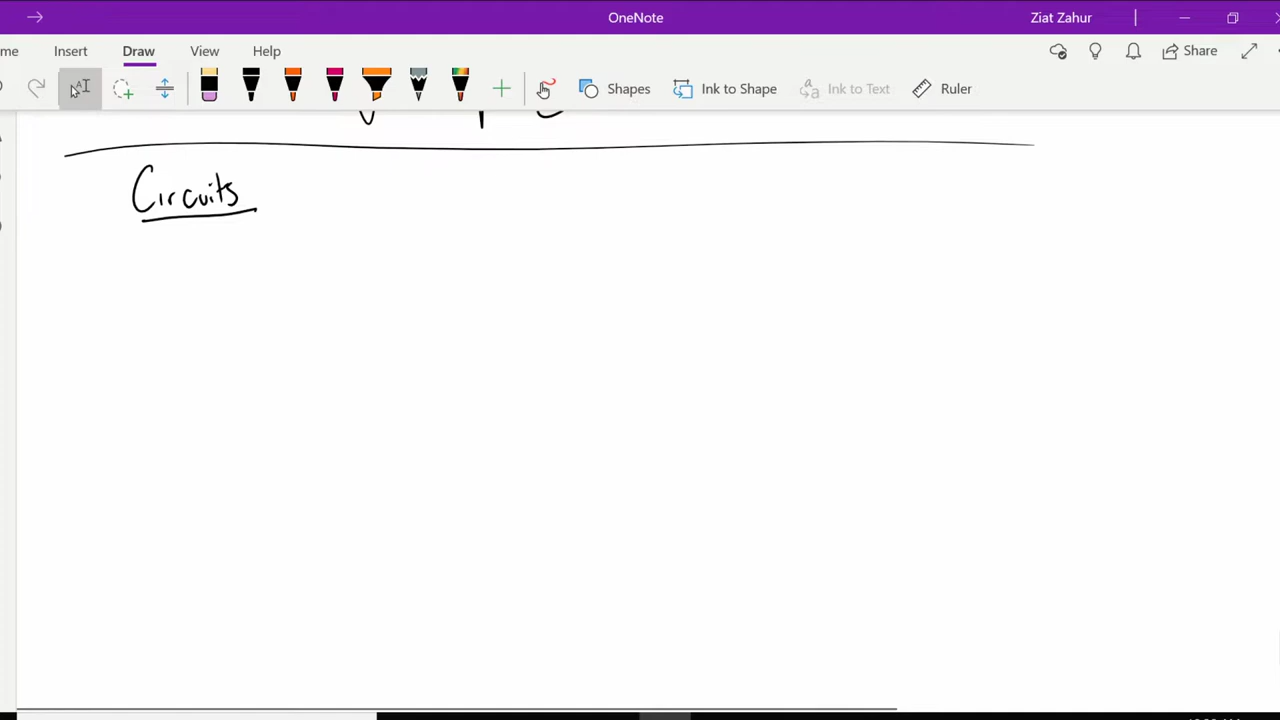 OneNote
Ziat Zahur
me Insert Draw View Help
Share
Shapes Ink to Shape Ink to Text Ruler
Circuits